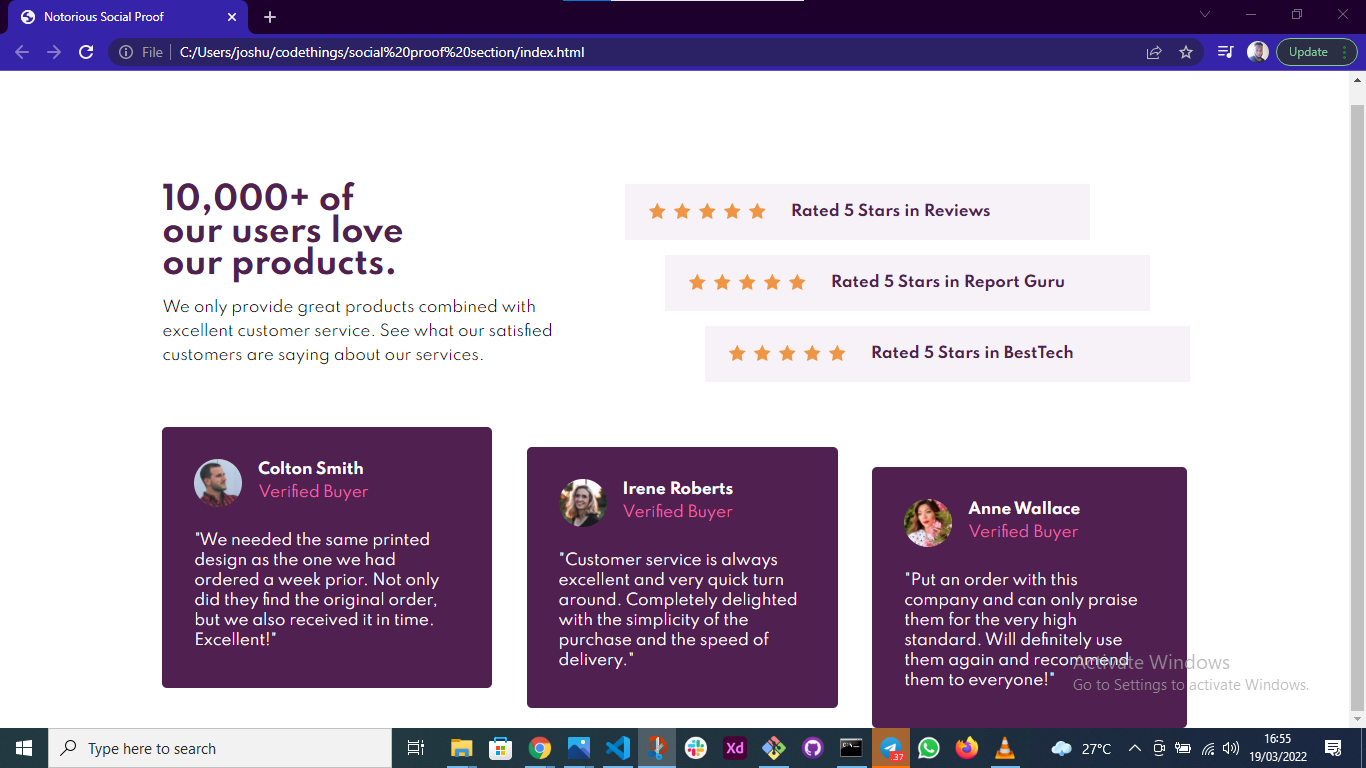 Notorious Social Proof
File
C:/Users/joshu/codethings/social%20proof%20section/index.html
Update
10,000+ of
our users love
our products.
We only provide great products combined with
excellent customer service. See what our satisfied
customers are saying about our services.
Rated 5 Stars in Reviews
Rated 5 Stars in Report Guru
Rated 5 Stars in BestTech
Colton Smith
Verified Buyer
"We needed the same printed
design as the one we had
ordered a week prior. Not only
did they find the original order,
but we also received it in time.
Excellent!"
Irene Roberts
Verified Buyer
"Customer service is always
excellent and very quick turn
around. Completely delighted
with the simplicity of the
purchase and the speed of
delivery."
Anne Wallace
Verified Buyer
"Put an order with this
company and can only praise
them for the very high
standard. Will definitely use
them again and recommend
them to everyone!"
Activate Windows
Go to Settings to activate Windows.
Type here to search
Xd
37
27°C
16:55
19/03/2022